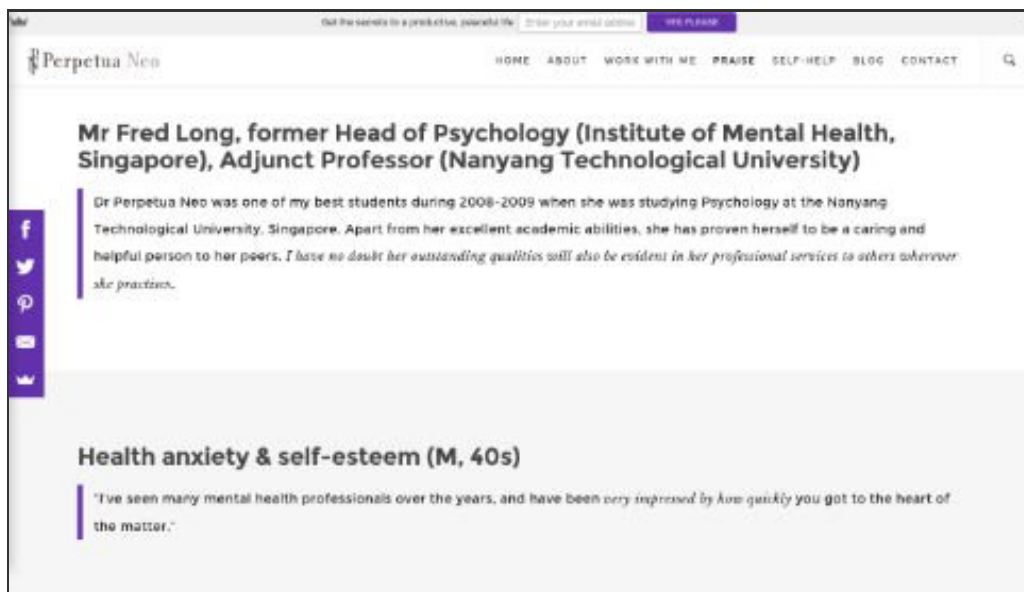 Get the secrets to a productive, peaceful life Enter your email address YES PLEASE
Perpetua Neo
HOME ABOUT WORK WITH ME PRAISE SELF-HELP BLOG CONTACT
Mr Fred Long, former Head of Psychology (Institute of Mental Health,
Singapore), Adjunct Professor (Nanyang Technological University)
Dr Perpetua Neo was one of my best students during 2008-2009 when she was studying Psychology at the Nanyang
Technological University, Singapore. Apart from her excellent academic abilities, she has proven herself to be a caring and
helpful person to her peers. I have no doubt her outstanding qualities will also be evident in her professional services to others wherever
she practises.
Health anxiety & self-esteem (M, 40s)
"I've seen many mental health professionals over the years, and have been very impressed by how quickly you got to the heart of
the matter."